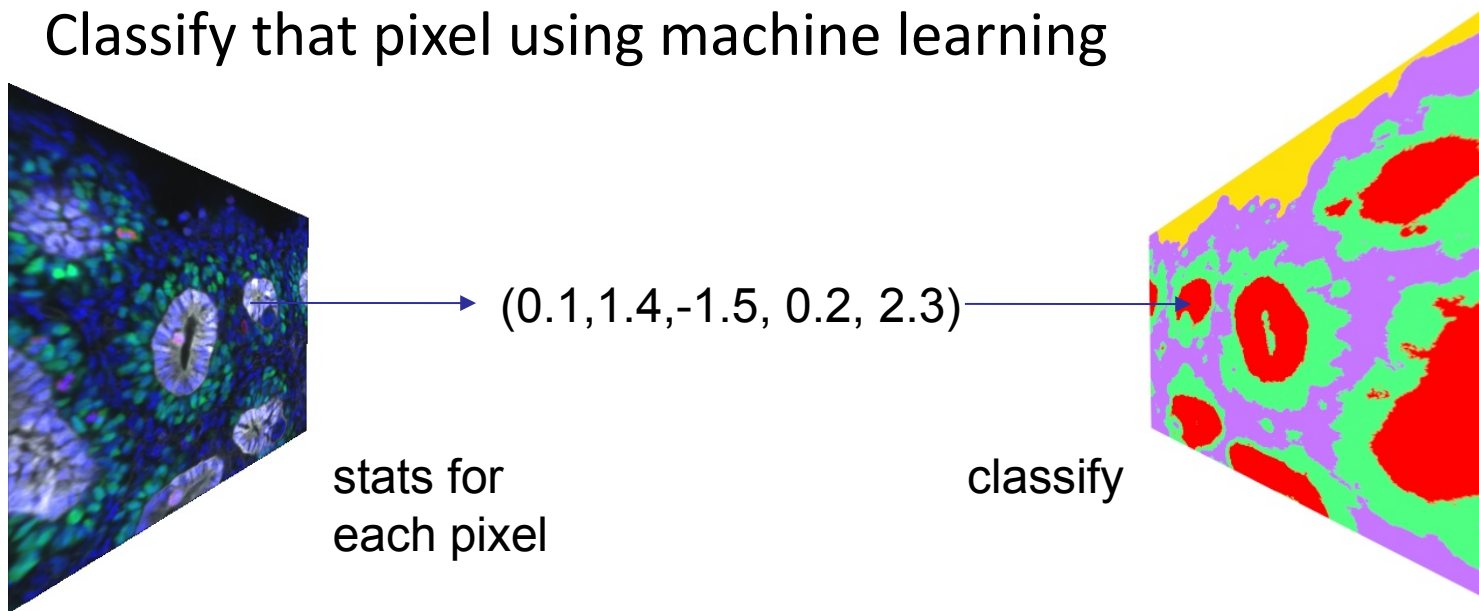 Classify that pixel using machine learning
(0.1,1.4,-1.5, 0.2, 2.3)
stats for
each pixel
classify